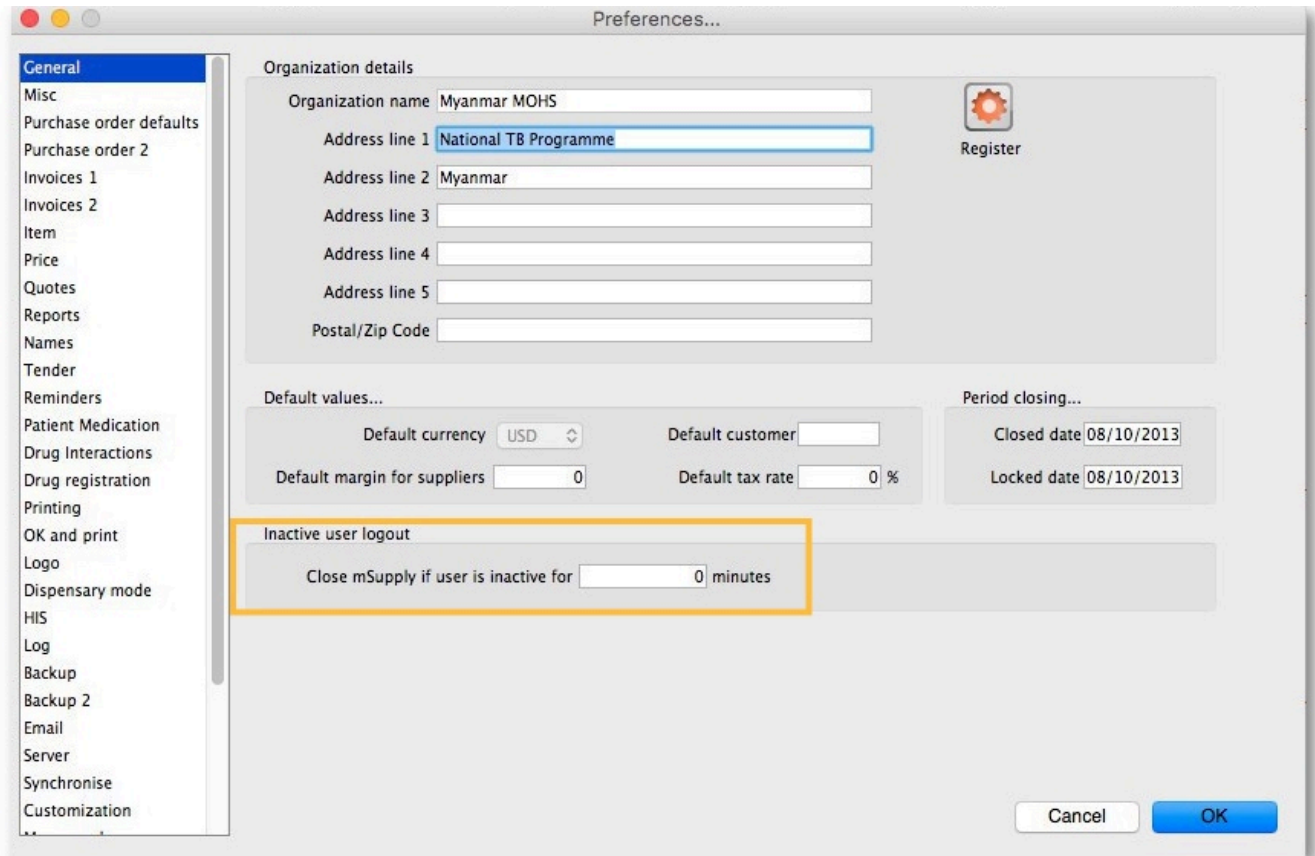 Preferences...
General
Misc
Purchase order defaults
Purchase order 2
Invoices 1
Invoices 2
Item
Price
Quotes
Reports
Names
Tender
Reminders
Patient Medication
Drug Interactions
Drug registration
Printing
OK and print
Logo
Dispensary mode
HIS
Log
Backup
Backup 2
Email
Server
Synchronise
Customization
Organization details
Organization name Myanmar MOHS
Address line 1 National TB Programme
Address line 2 Myanmar
Address line 3
Address line 4
Address line 5
Postal/Zip Code
Register
Default values...
Default currency USD Default customer
Default margin for suppliers 0 Default tax rate 0 %
Period closing...
Closed date 08/10/2013
Locked date 08/10/2013
Inactive user logout
Close mSupply if user is inactive for 0 minutes
Cancel OK